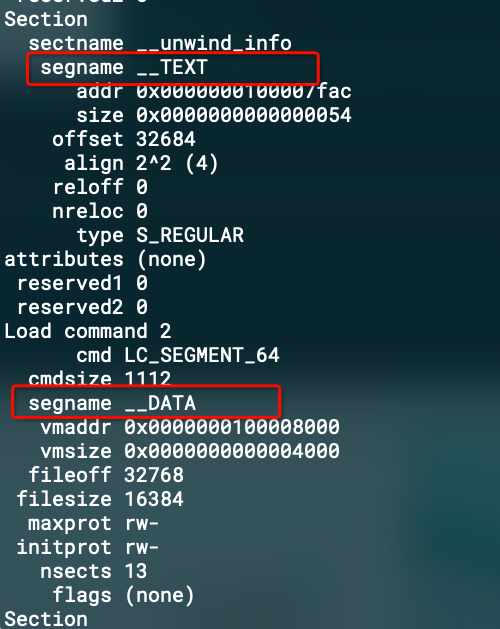 reserved2 0
Section
sectname __unwind_info
segname __TEXT
addr 0x0000000100007fac
size 0x0000000000000054
offset 32684
align 2^2 (4)
reloff 0
nreloc 0
type S_REGULAR
attributes (none)
reserved1 0
reserved2 0
Load command 2
cmd LC_SEGMENT_64
cmdsize 1112
segname __DATA
vmaddr 0x0000000100008000
vmsize 0x0000000000004000
fileoff 32768
filesize 16384
maxprot rw-
initprot rw-
nsects 13
flags (none)
Section